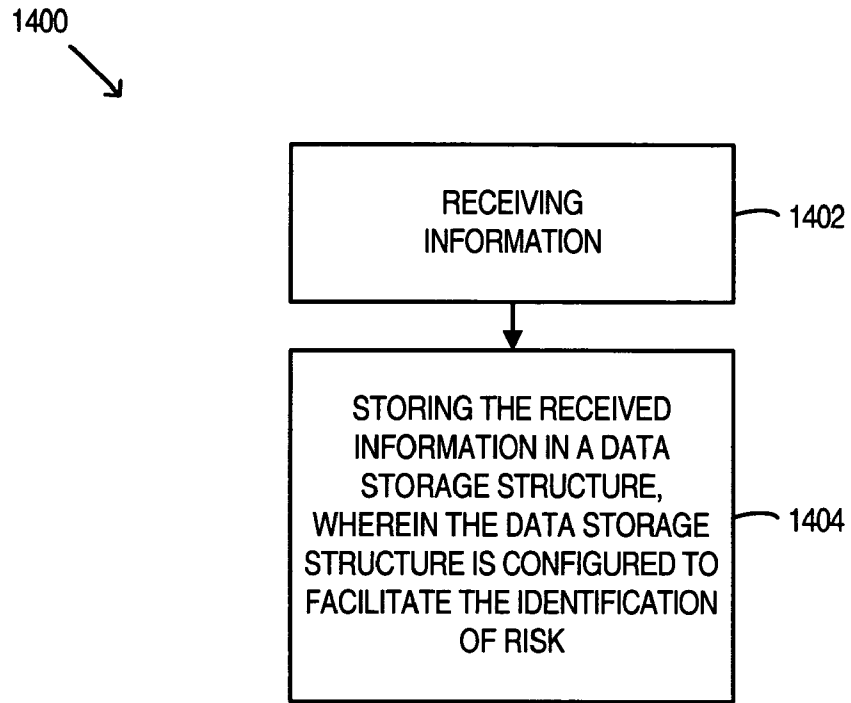 1400
RECEIVING
INFORMATION
1402
STORING THE RECEIVED
INFORMATION IN A DATA
STORAGE STRUCTURE,
WHEREIN THE DATA STORAGE
STRUCTURE IS CONFIGURED TO
FACILITATE THE IDENTIFICATION
OF RISK
1404